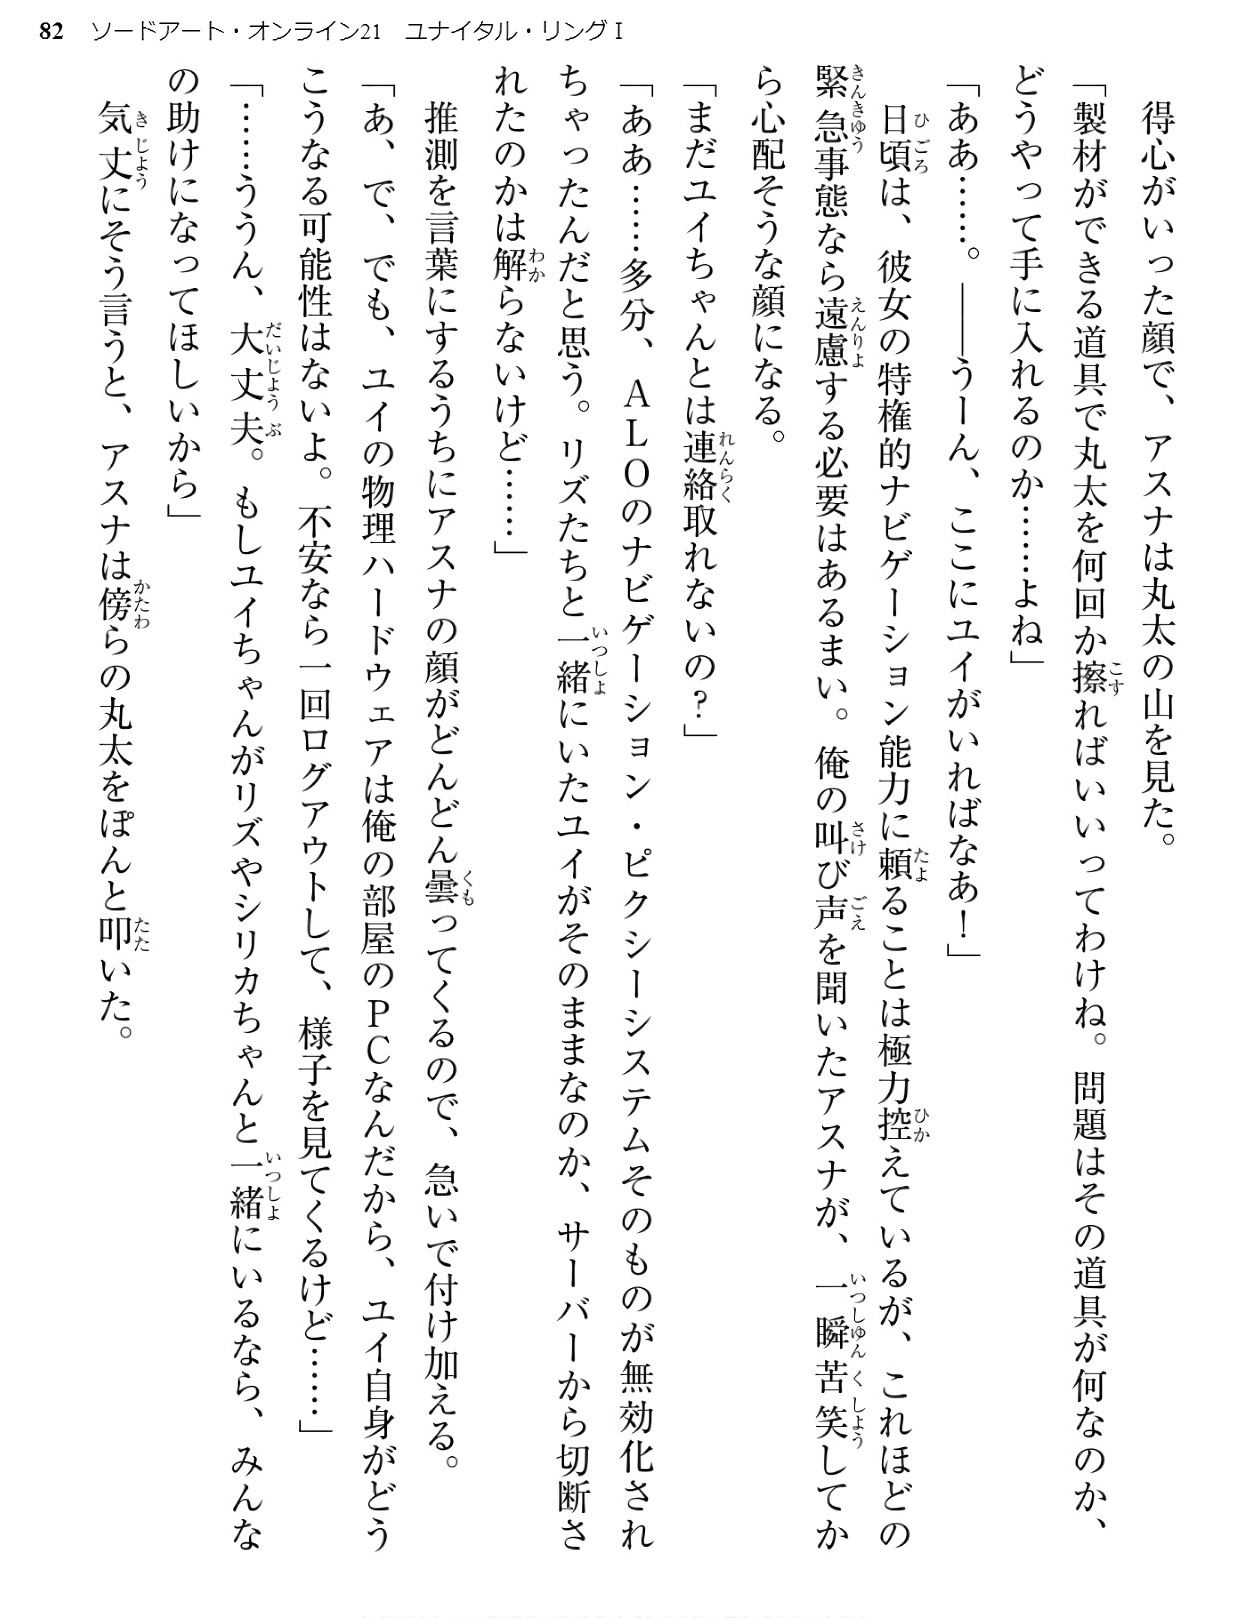 82 ソードアート・オンライン21　ユナイタル・リングⅠ
　得心がいった顔で、アスナは丸太の山を見た。
「製材ができる道具で丸太を何回か擦ればいいってわけね。問題はその道具が何なのか、
どうやって手に入れるのか……よね」
「ああ……。――うーん、ここにユイがいればなあ！」
　日頃は、彼女の特権的ナビゲーション能力に頼ることは極力控えているが、これほどの
緊急事態なら遠慮する必要はあるまい。俺の叫び声を聞いたアスナが、一瞬苦笑してか
ら心配そうな顔になる。
「まだユイちゃんとは連絡取れないの？」
「ああ……多分、ＡＬＯのナビゲーション・ピクシーシステムそのものが無効化され
ちゃったんだと思う。リズたちと一緒にいたユイがそのままなのか、サーバーから切断さ
れたのかは解らないけど……」
　推測を言葉にするうちにアスナの顔がどんどん曇ってくるので、急いで付け加える。
「あ、で、でも、ユイの物理ハードウェアは俺の部屋のＰＣなんだから、ユイ自身がどう
こうなる可能性はないよ。不安なら一回ログアウトして、様子を見てくるけど……」
「……ううん、大丈夫。もしユイちゃんがリズやシリカちゃんと一緒にいるなら、みんな
の助けになってほしいから」
　気丈にそう言うと、アスナは傍らの丸太をぽんと叩いた。